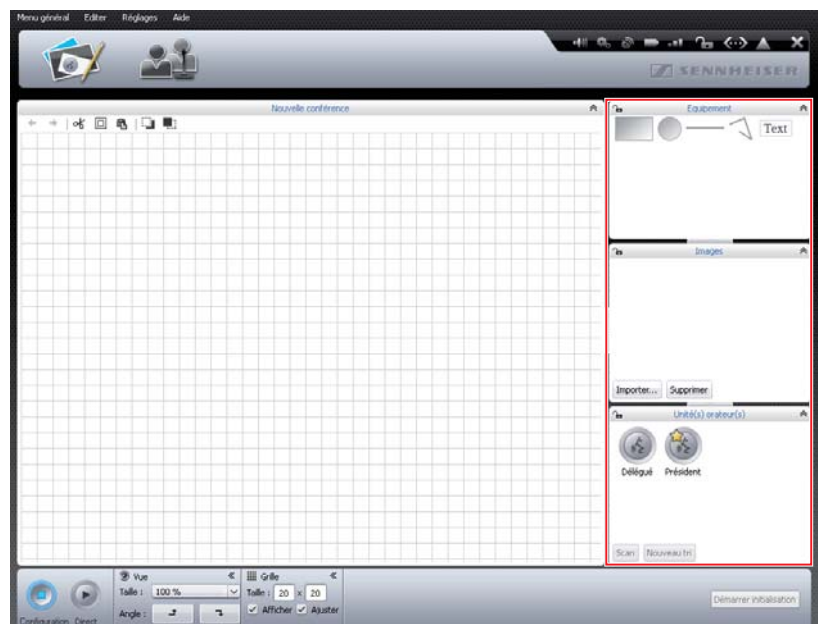 Menu général Editer Réglages Aide
SENNHEISER
Nouvelle conférence
Equipement
Text
Images
Importer... Supprimer
Unité(s) orateur(s)
Délégué Président
Scan Nouveau tri
Vue
Taille : 100 %
Angle :
Grille
Taille : 20 x 20
Afficher Ajuster
Configuration Direct
Démarrer initialisation